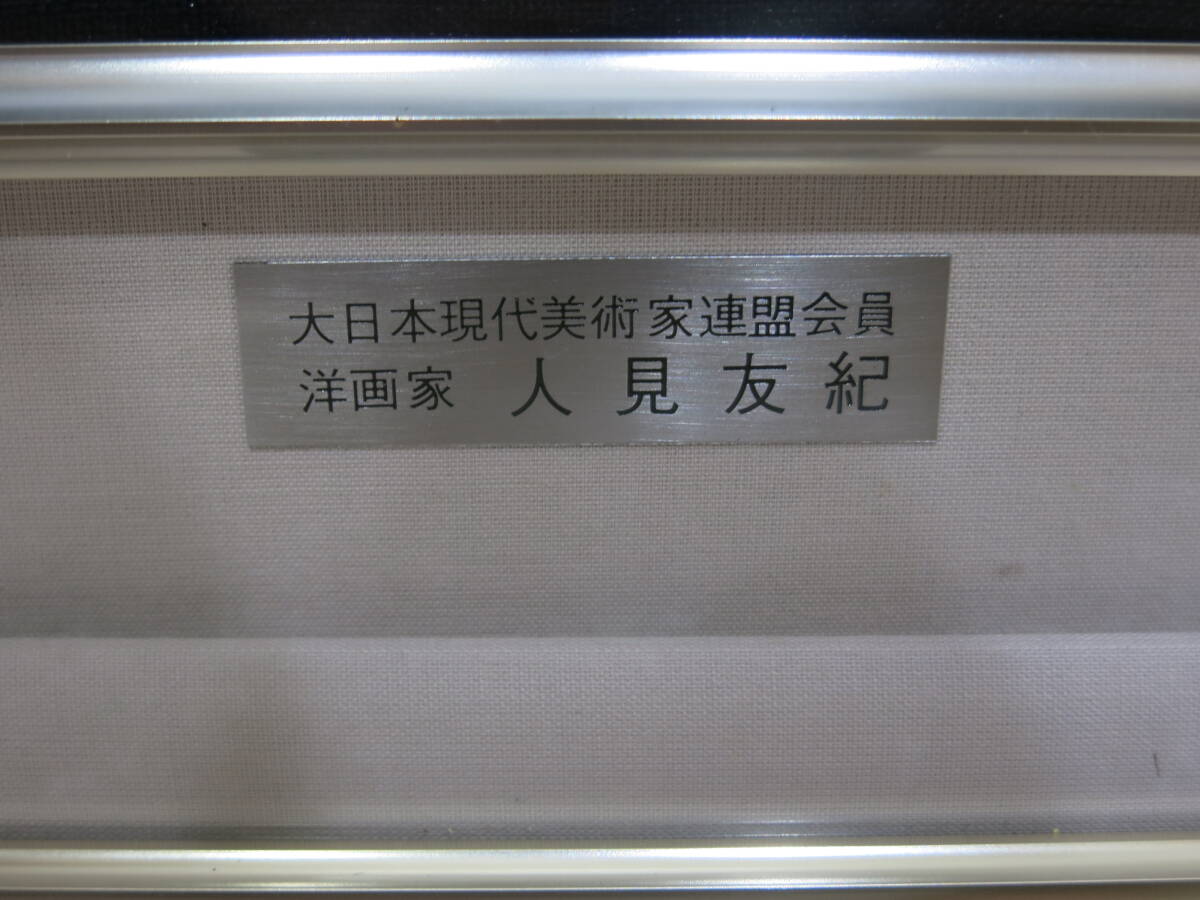 大日本現代美術家連盟会員
洋画家 人見友紀